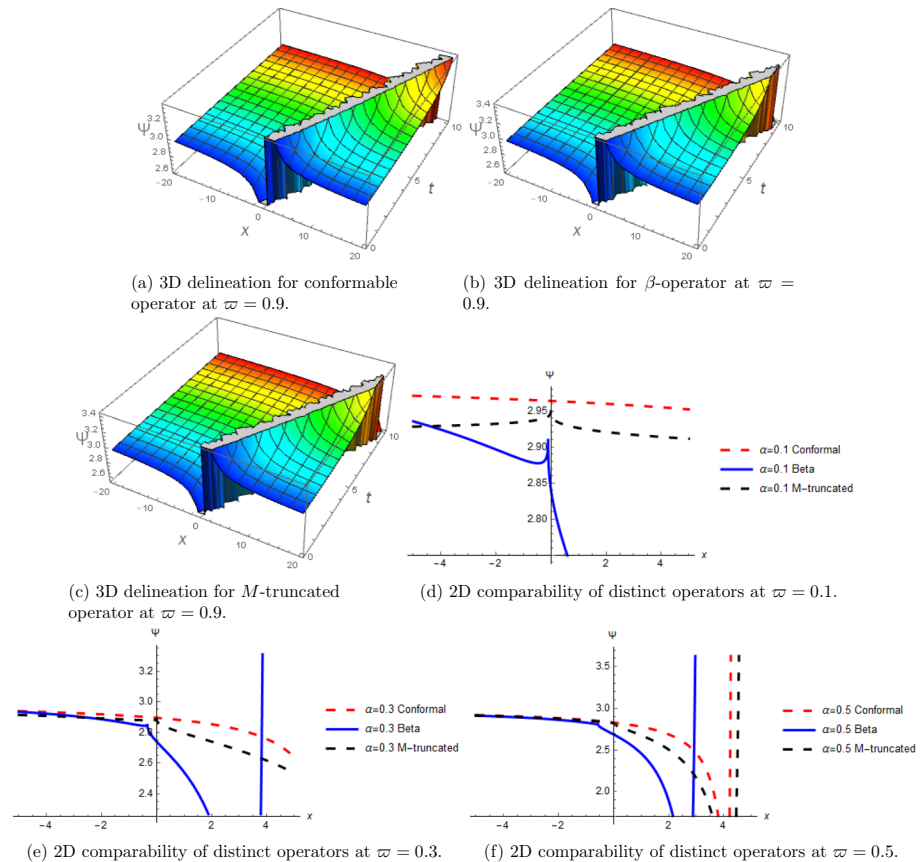 3.2
Ψ
3.0
2.8
2.6
-20
-10
0
x
10
20
0
5
t
10
3.4
3.2
Ψ
3.0
2.8
2.6
-20
-10
0
x
10
20
0
5
t
10
(a) 3D delineation for conformable
operator at ϖ = 0.9.
(b) 3D delineation for β-operator at ϖ =
0.9.
3.4
Ψ
3.0
2.8
2.6
-20
-10
0
x
10
20
0
5
t
10
(c) 3D delineation for M-truncated
operator at ϖ = 0.9.
Ψ
2.95
2.90
2.85
2.80
-4
-2
2
4
x
α=0.1 Conformal
α=0.1 Beta
α=0.1 M-truncated
(d) 2D comparability of distinct operators at ϖ = 0.1.
Ψ
3.2
3.0
2.8
2.6
2.4
-4
-2
0
2
4
x
α=0.3 Conformal
α=0.3 Beta
α=0.3 M-truncated
(e) 2D comparability of distinct operators at ϖ = 0.3.
Ψ
3.5
3.0
2.5
2.0
-4
-2
0
2
4
x
α=0.5 Conformal
α=0.5 Beta
α=0.5 M-truncated
(f) 2D comparability of distinct operators at ϖ = 0.5.